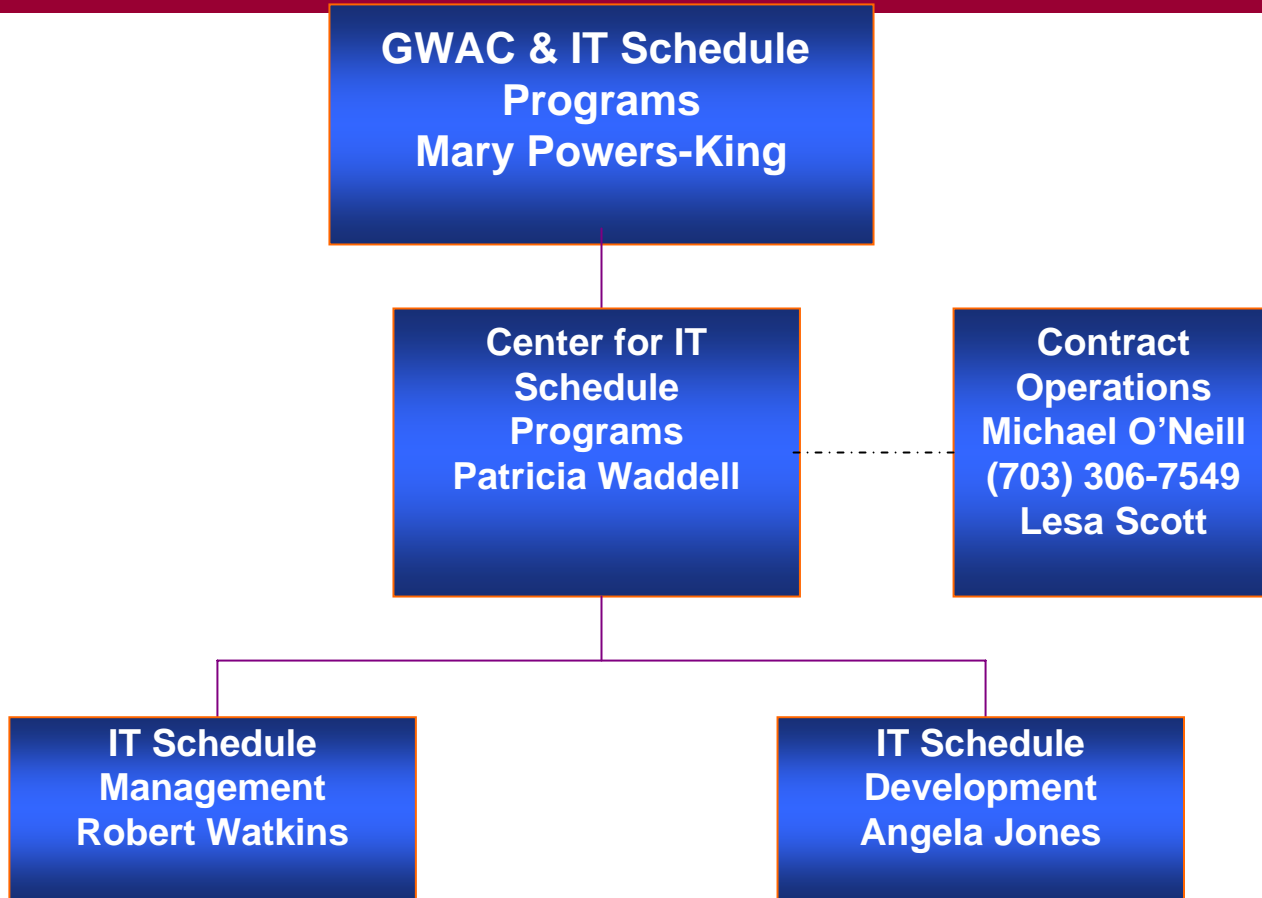 GWAC & IT Schedule
Programs
Mary Powers-King
Center for IT
Schedule
Programs
Patricia Waddell
Contract
Operations
Michael O’Neill
(703) 306-7549
Lesa Scott
IT Schedule
Management
Robert Watkins
IT Schedule
Development
Angela Jones